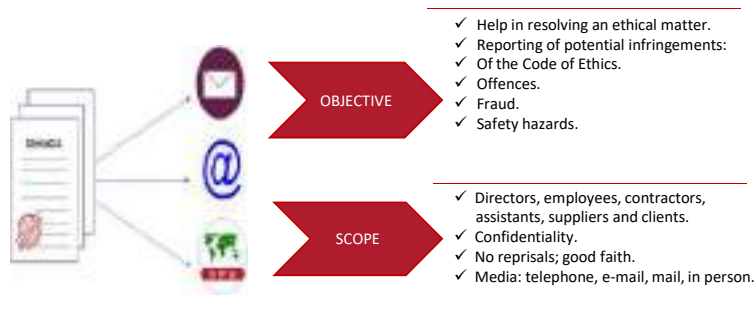 Help in resolving an ethical matter.
Reporting of potential infringements:
Of the Code of Ethics.
Offences.
Fraud.
Safety hazards.
OBJECTIVE
@
Directors, employees, contractors,
assistants, suppliers and clients.
Confidentiality.
No reprisals; good faith.
Media: telephone, e-mail, mail, in person.
SCOPE